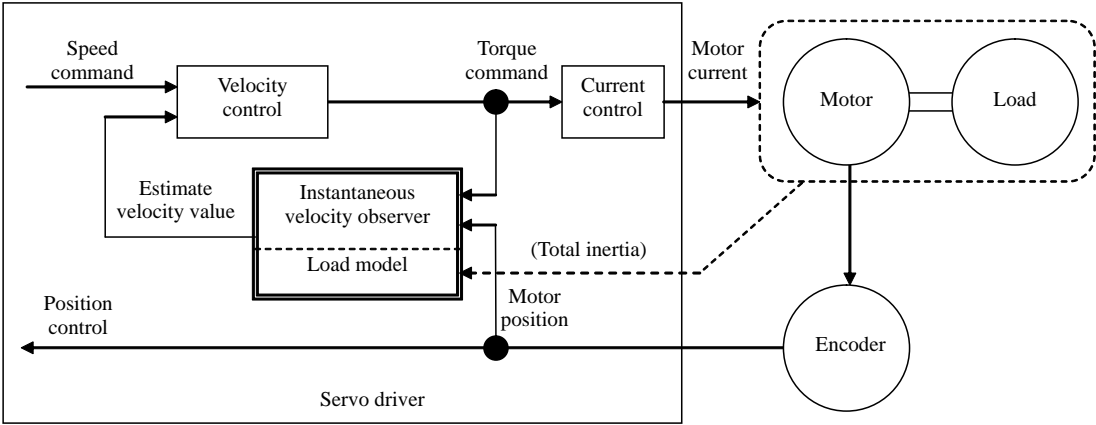 Speed
command
Velocity
control
Torque
command
Current
control
Motor
current
Motor
Load
Estimate
velocity value
Instantaneous
velocity observer
Load model
(Total inertia)
Position
control
Motor
position
Encoder
Servo driver